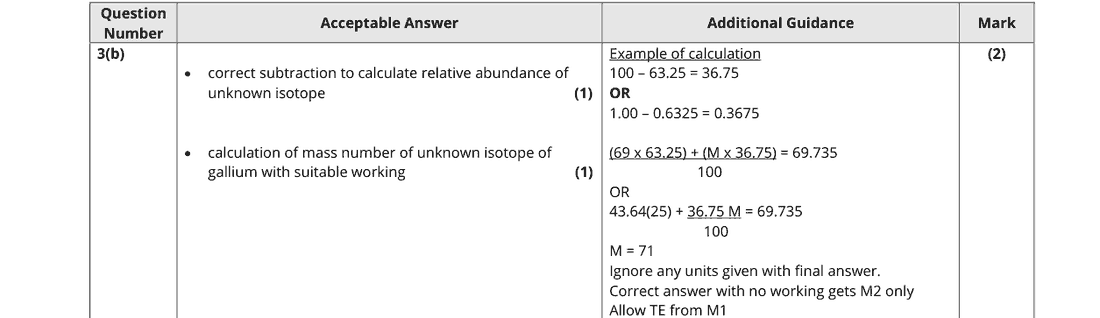 Question Number
Acceptable Answer
Additional Guidance
Mark
3(b)
• correct subtraction to calculate relative abundance of
unknown isotope (1)
• calculation of mass number of unknown isotope of
gallium with suitable working (1)
Example of calculation
100 – 63.25 = 36.75
OR
1.00 – 0.6325 = 0.3675
(69 x 63.25) + (M x 36.75) = 69.735
100
OR
43.64(25) + 36.75 M = 69.735
100
M = 71
Ignore any units given with final answer.
Correct answer with no working gets M2 only
Allow TE from M1
(2)